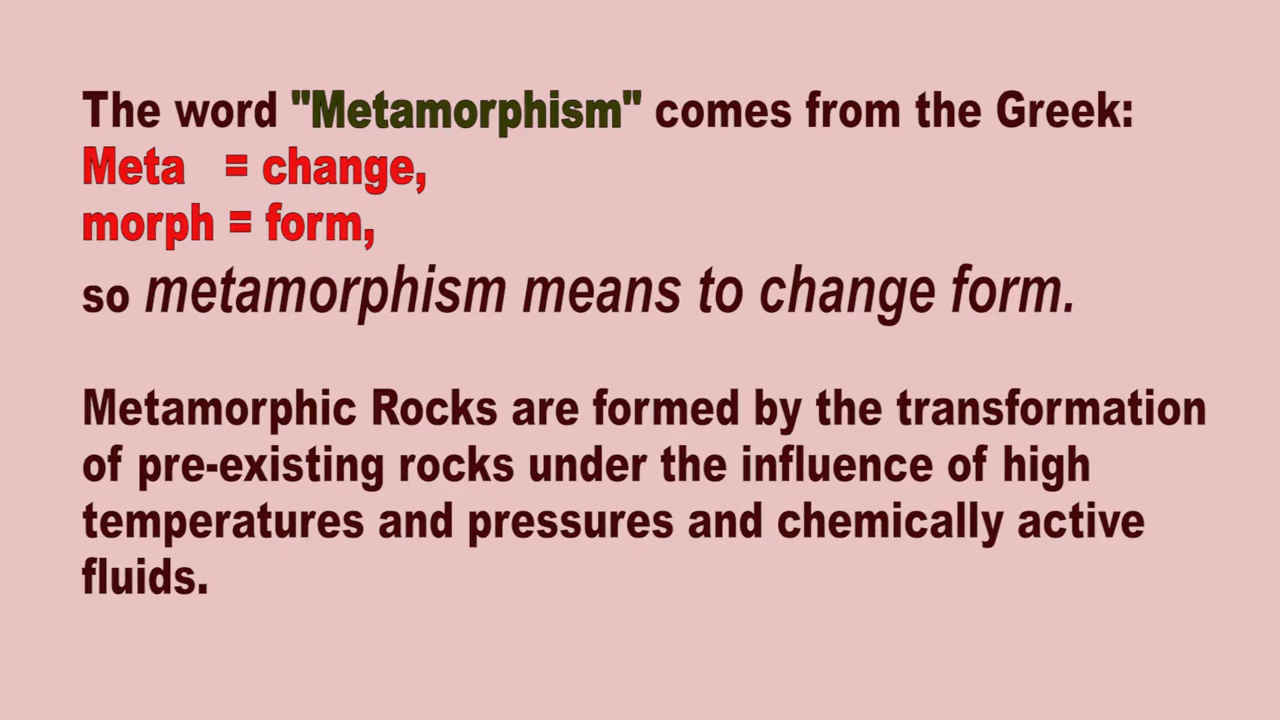 The word "Metamorphism" comes from the Greek:
Meta = change,
morph = form,
so metamorphism means to change form.
Metamorphic Rocks are formed by the transformation
of pre-existing rocks under the influence of high
temperatures and pressures and chemically active
fluids.